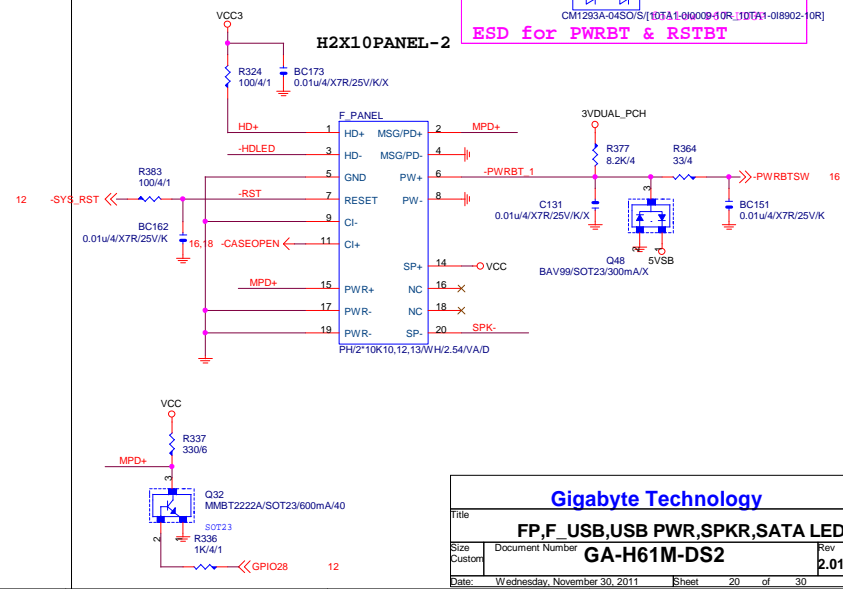 CM1293A-04SO/S/[10TA1-0I0009-10R_10TA1-0I8902-10R]
ESD for PWRBT & RSTBT
H2X10PANEL-2
VCC3
R324
100/4/1
BC173
0.01u/4/X7R/25V/K/X
F_PANEL
HD+
1
HD+
MSG/PD+
2
MPD+
-HDLED
3
HD-
MSG/PD-
4
5
GND
PW+
6
-PWRBT_1
-RST
7
RESET
PW-
8
9
CI-
16,18
-CASEOPEN
11
CI+
SP+
14
VCC
MPD+
15
PWR+
NC
16
17
PWR-
NC
18
19
PWR-
SP-
20
SPK-
PH/2*10K10,12,13/WH/2.54/VA/D
12
-SYS_RST
R383
100/4/1
BC162
0.01u/4/X7R/25V/K
3VDUAL_PCH
R377
8.2K/4
R364
33/4
-PWRBTSW
16
C131
0.01u/4/X7R/25V/K/X
3
2
1
BC151
0.01u/4/X7R/25V/K
Q48
5VSB
BAV99/SOT23/300mA/X
VCC
R337
330/6
MPD+
3
Q32
MMBT2222A/SOT23/600mA/40
SOT23
2
1
R336
1K/4/1
GPIO28
12
Gigabyte Technology
Title
FP,F_USB,USB PWR,SPKR,SATA LED
Size
Custom
Document Number
GA-H61M-DS2
Rev
2.01
Date:
Wednesday, November 30, 2011
Sheet
20
of
30